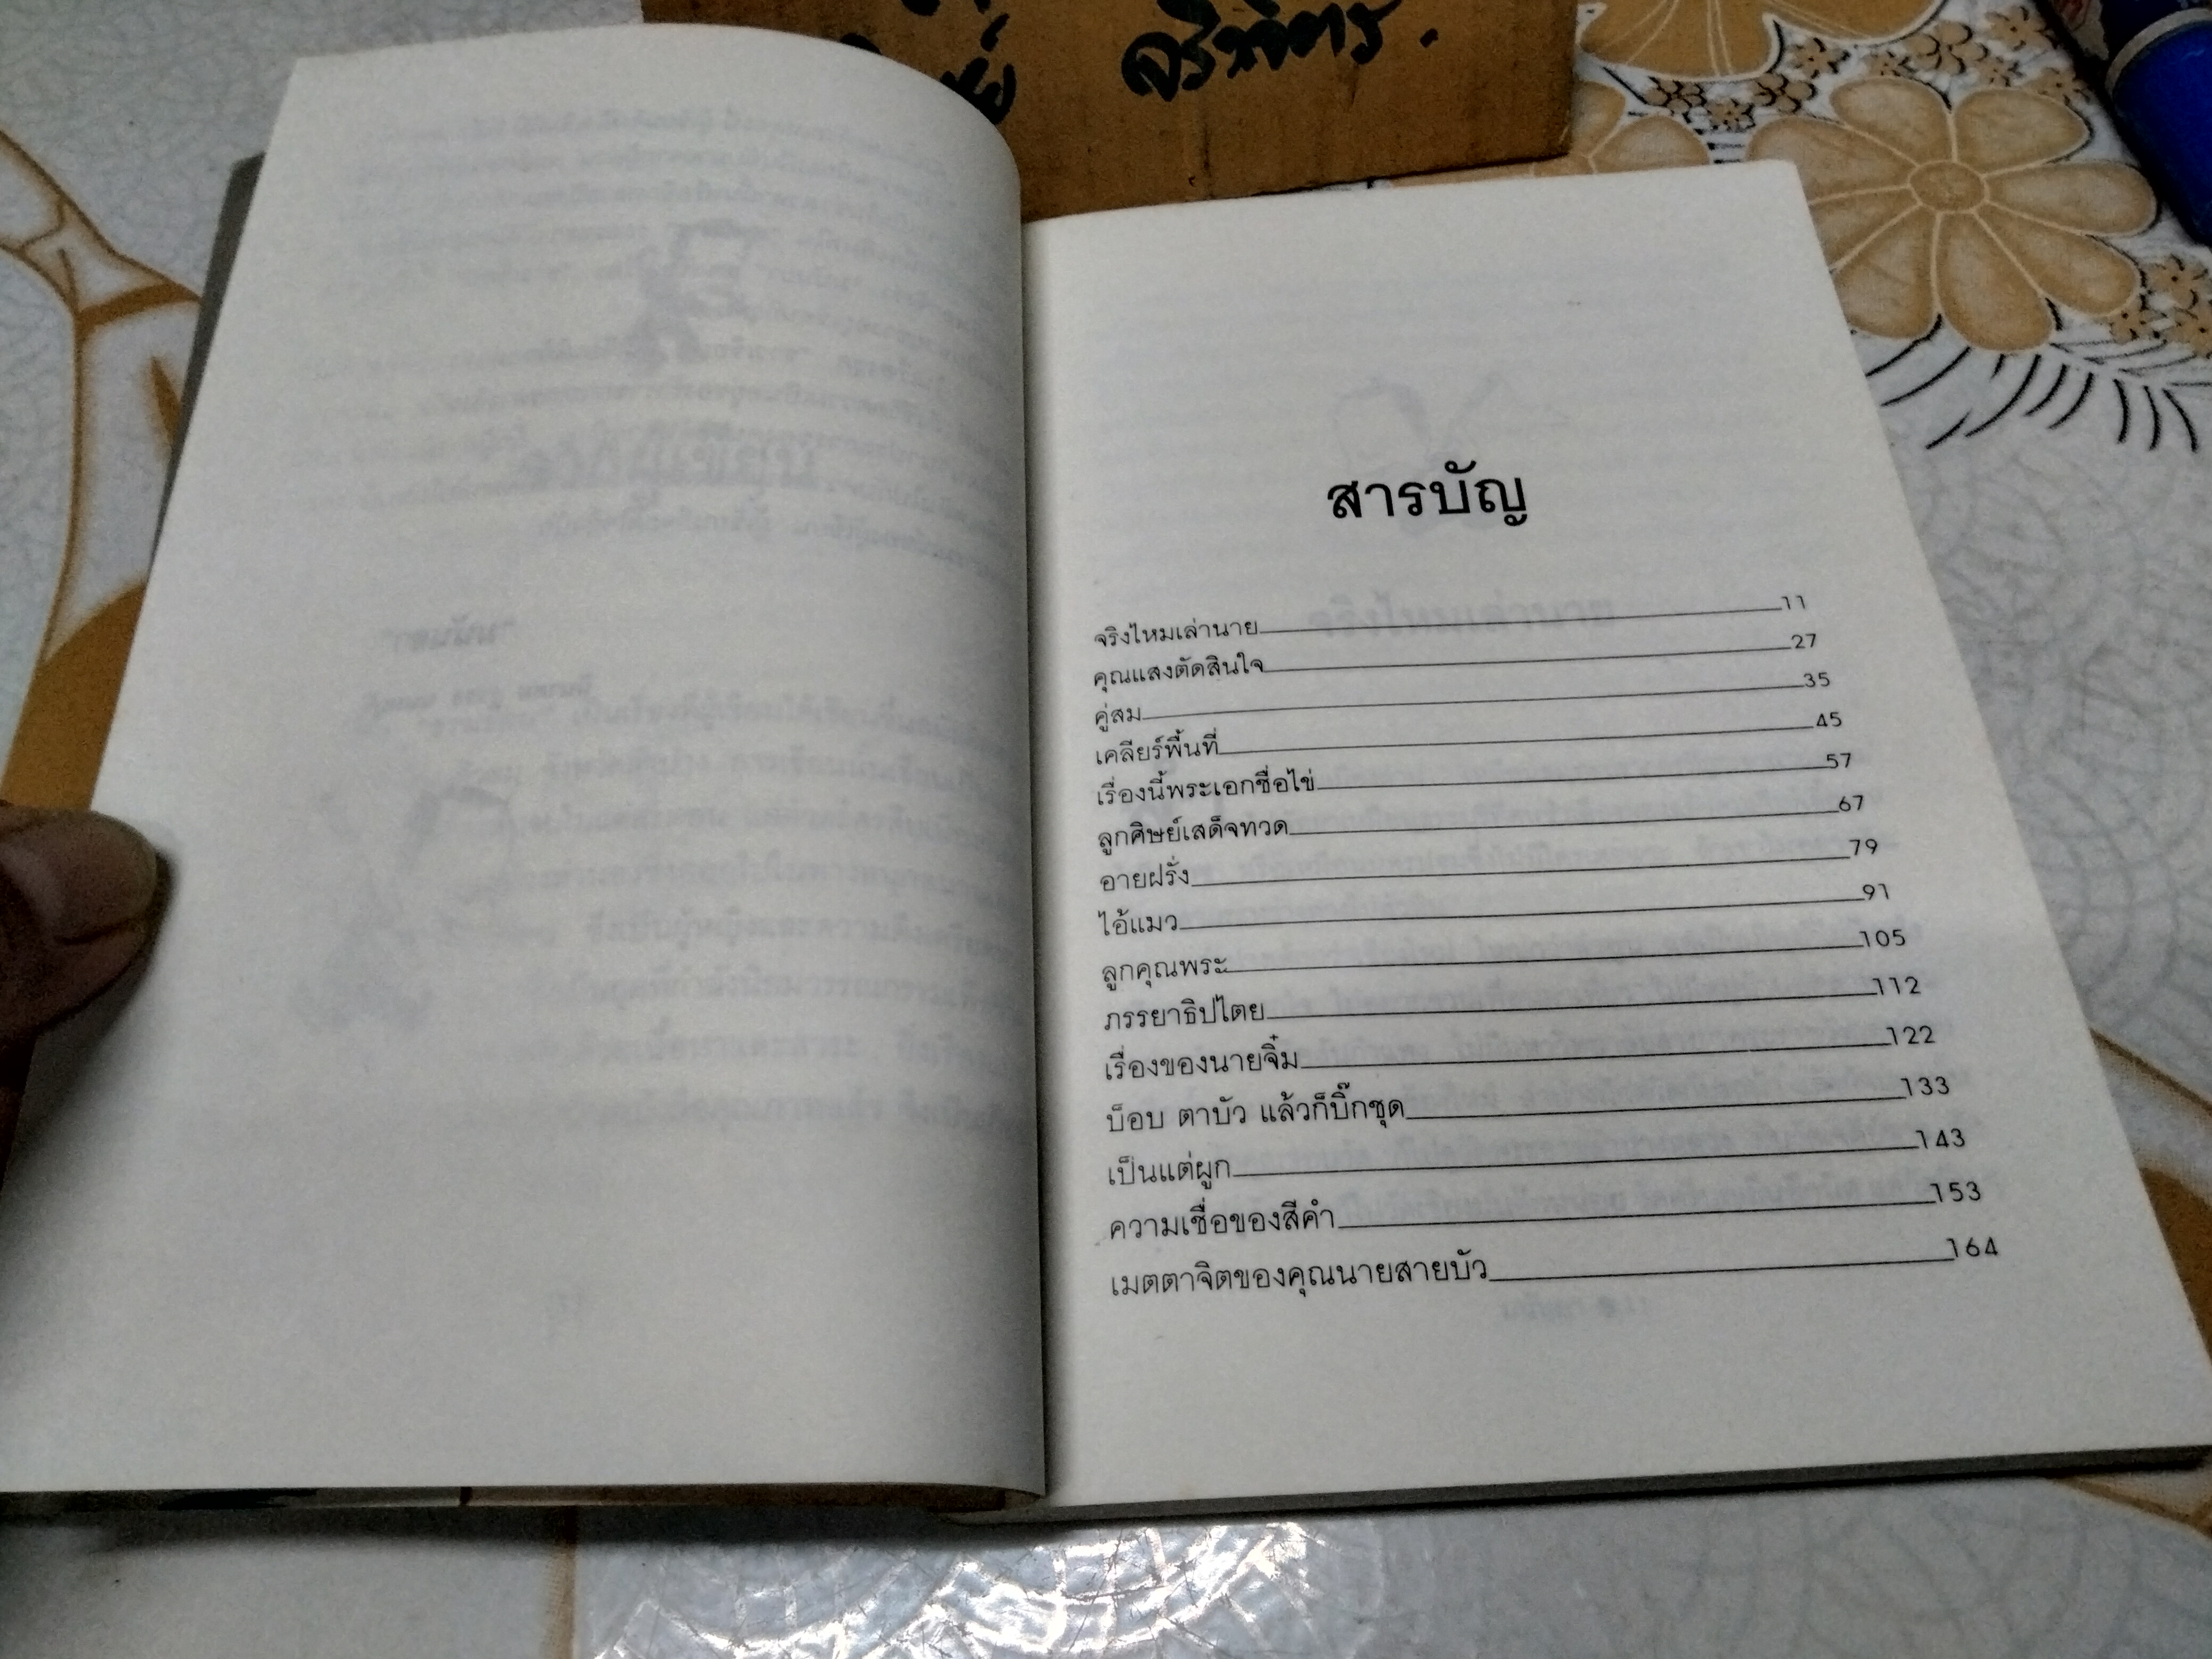 จริงไหมเล่านาย 11
สารบัญ
คุณแสงตัดสินใจ 27
คู่สม 35
เคลียร์พื้นที่ 45
เรื่องนี้พระเอกชื่อไข่ 57
ลูกศิษย์เสด็จทวด 67
อายฝรั่ง 79
ไอ้แมว 91
ลูกคุณพระ 105
ภรรยาธิปไตย 112
เรื่องของนายจิ๋ม 122
บ็อบ ตาบัว แล้วก็บิ๊กชุด 133
เป็นแต่ผูก 143
ความเชื่อของสีคำ 153
เมตตาจิตของคุณนายสายบัว 164